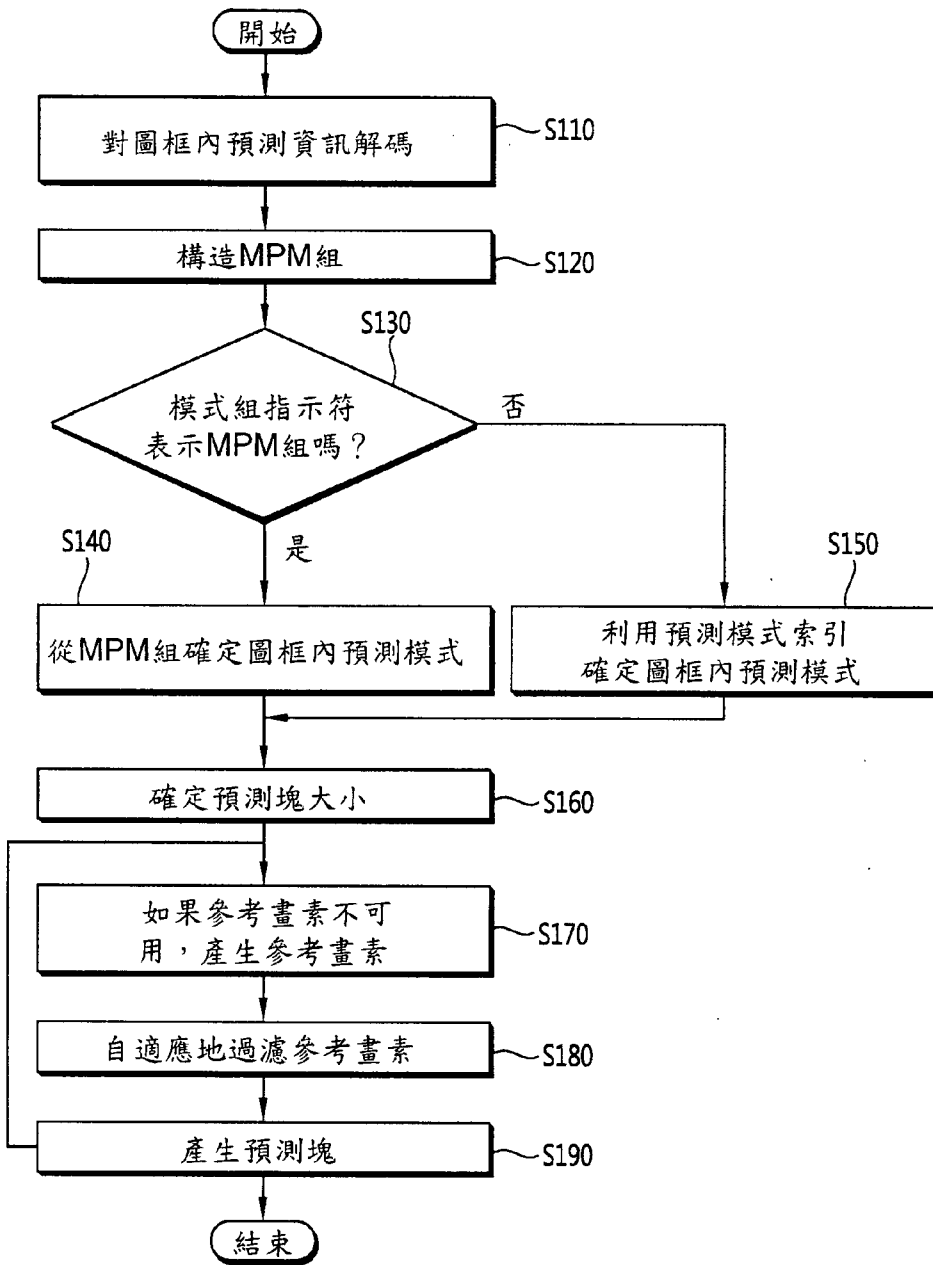 開始
對圖框內預測資訊解碼
S110
構造MPM組
S120
S130
模式組指示符
表示MPM組嗎?
否
是
S140
從MPM組確定圖框內預測模式
S150
利用預測模式索引
確定圖框內預測模式
確定預測塊大小
S160
如果參考畫素不可
用,產生參考畫素
S170
自適應地過濾參考畫素
S180
產生預測塊
S190
結束